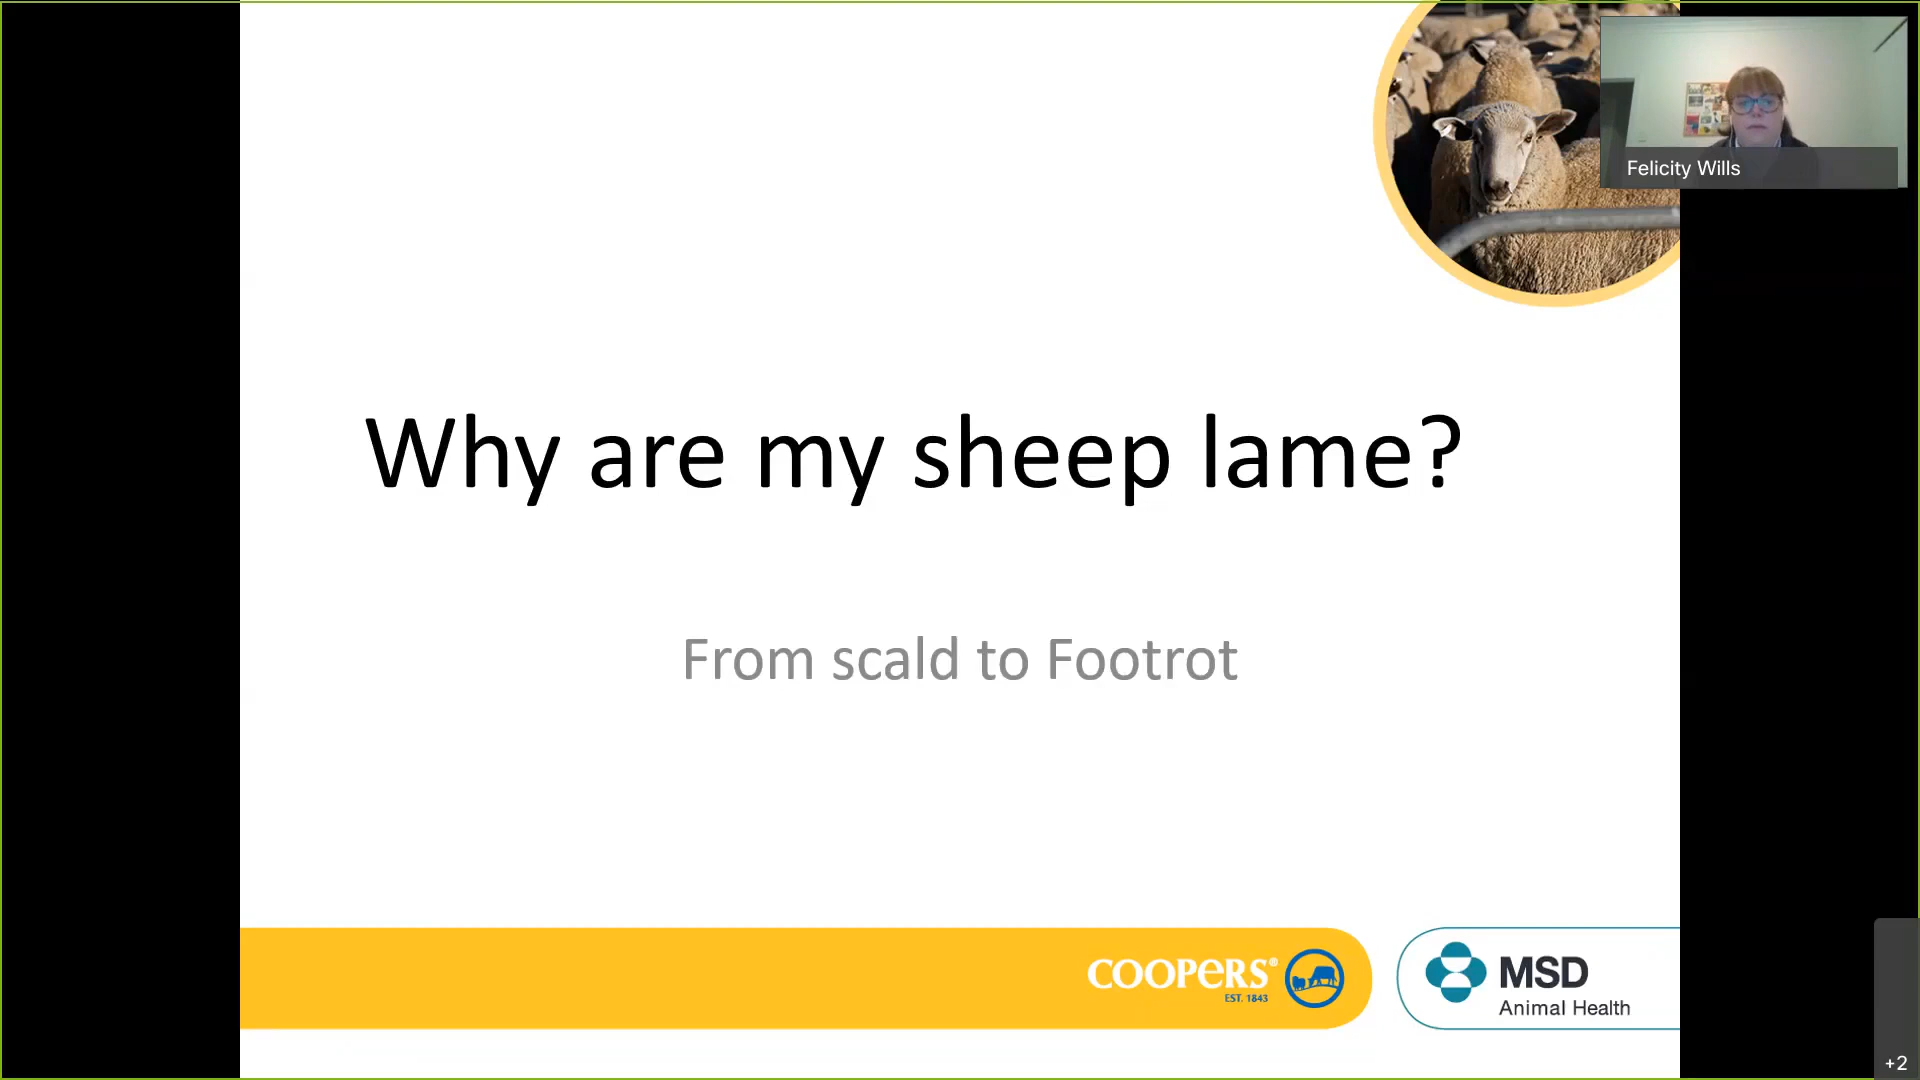 Felicity Wills
Why are my sheep lame?
From scald to Footrot
COOPERS®
EST. 1843
MSD
Animal Health
+2